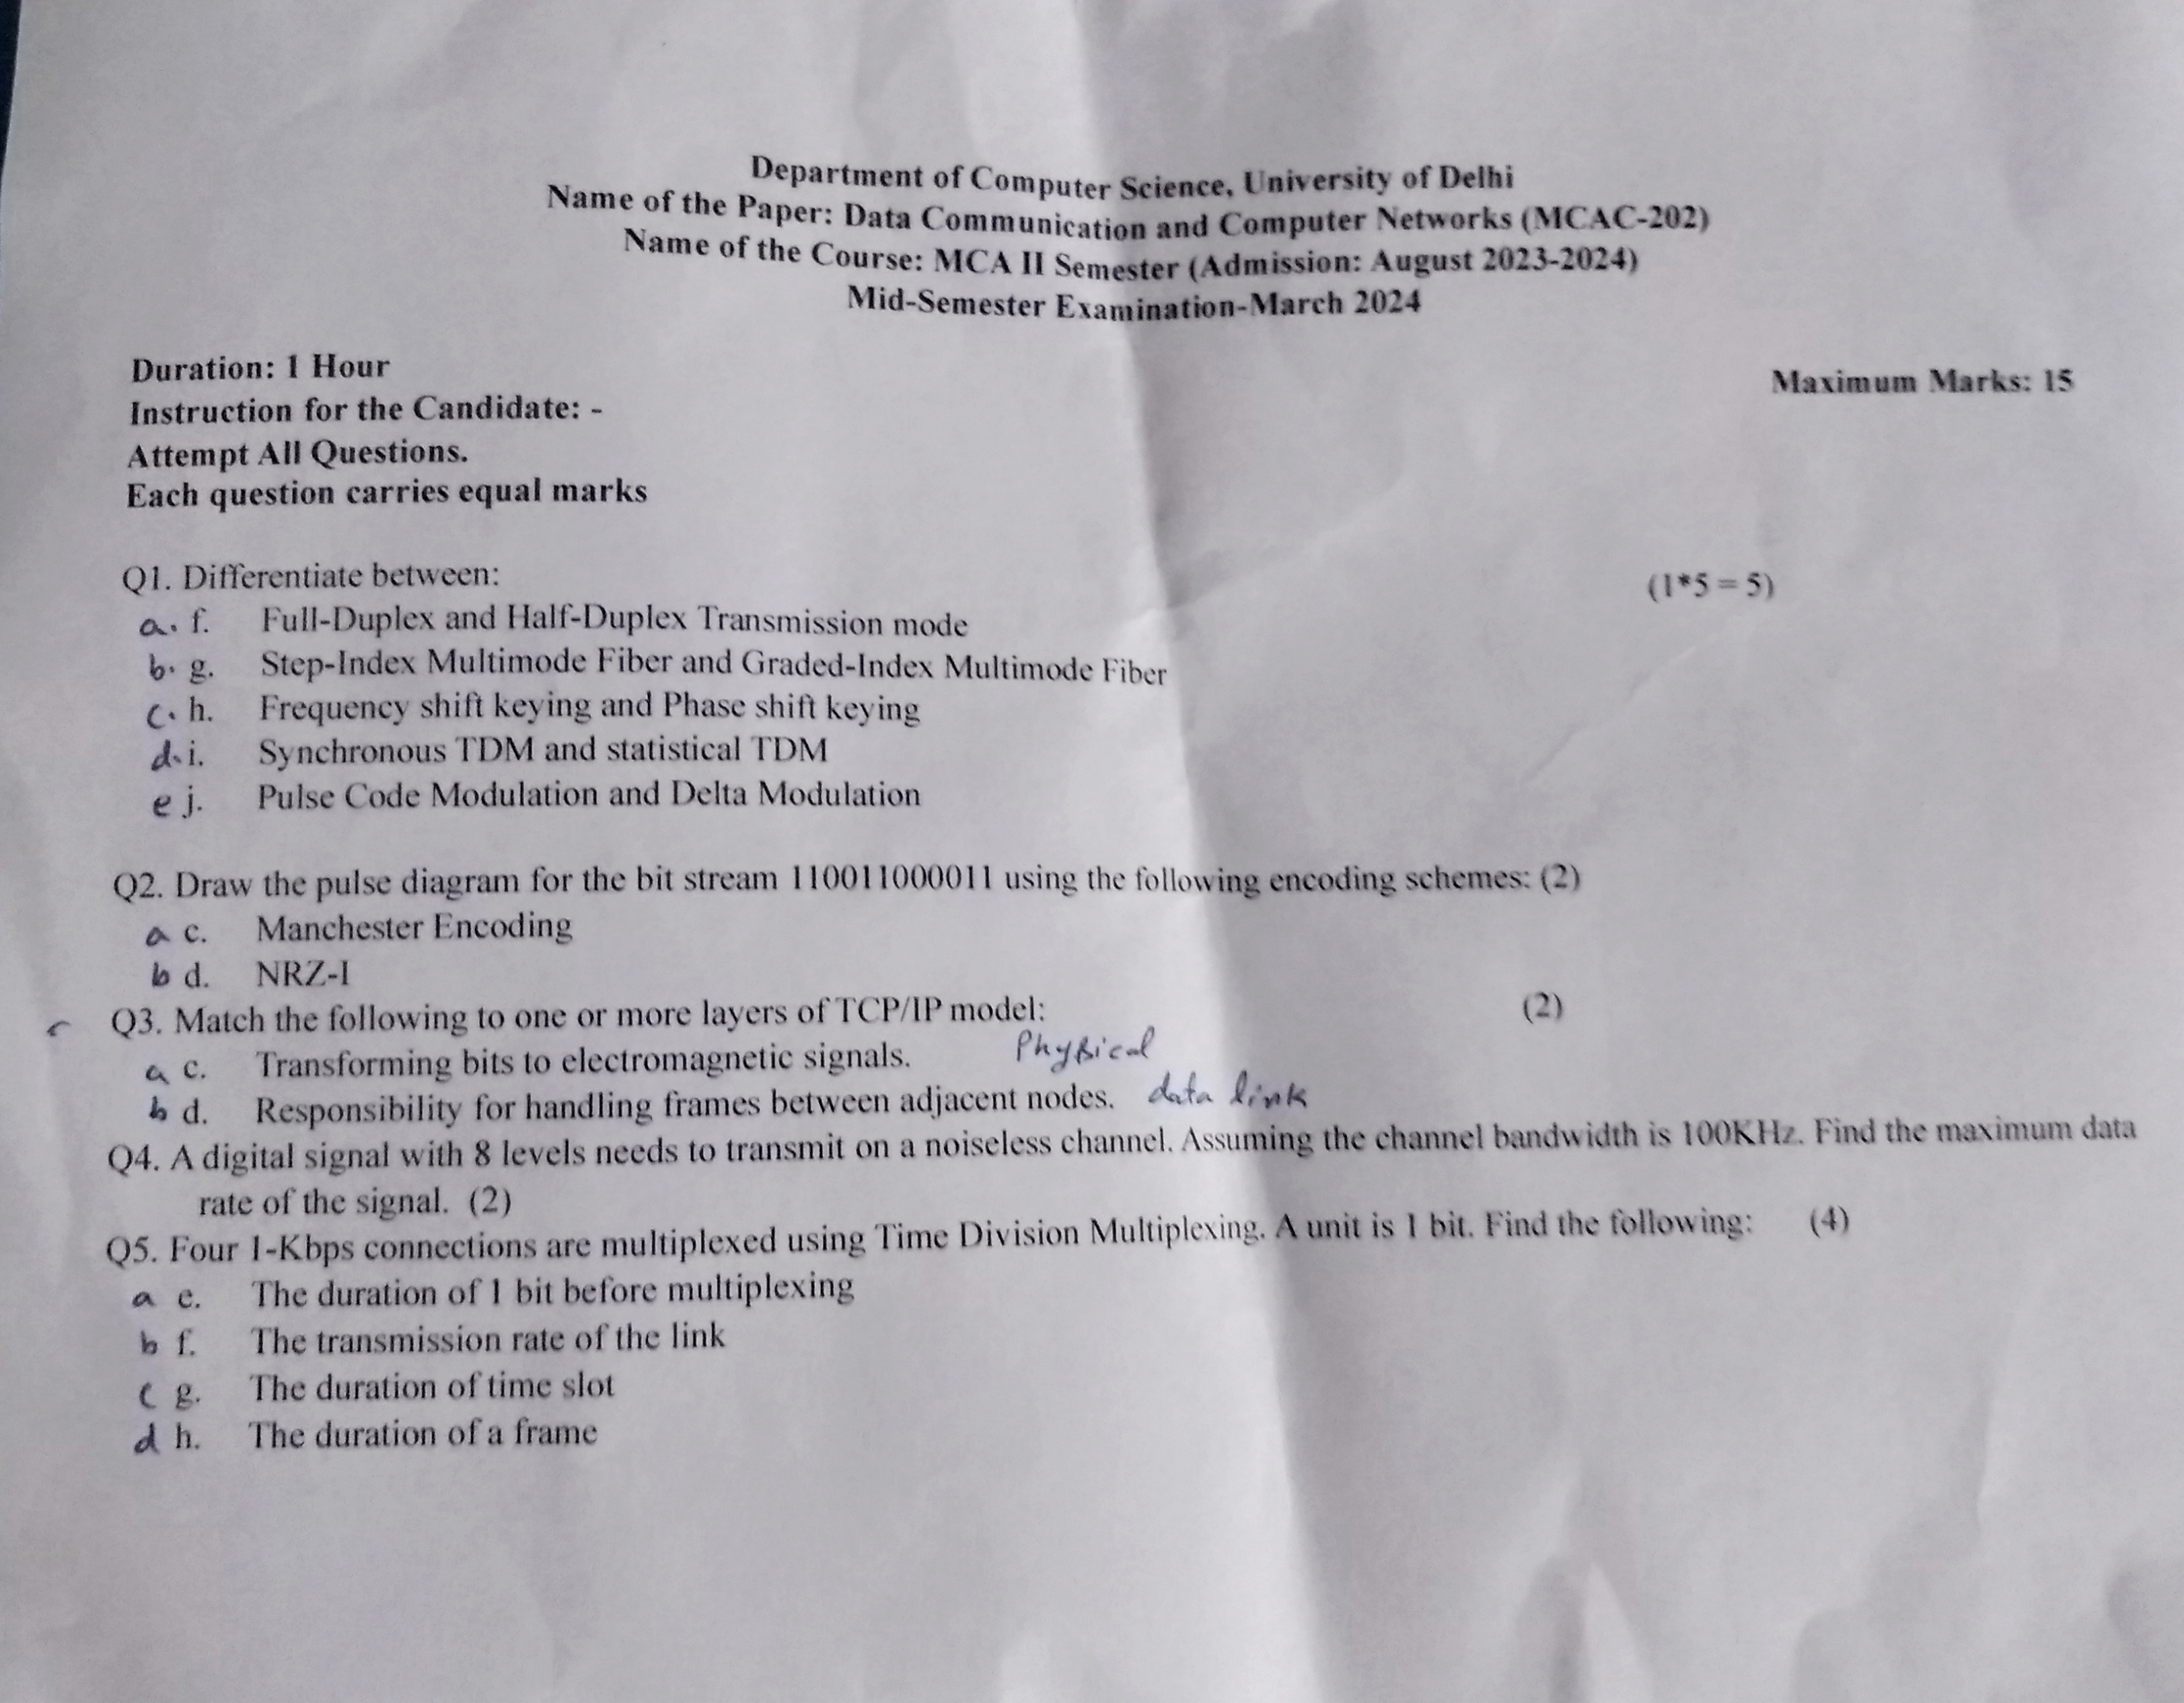 Department of Computer Science, University of Delhi
Name of the Paper: Data Communication and Computer Networks (MCAC-202)
Name of the Course: MCA II Semester (Admission: August 2023-2024)
Mid-Semester Examination-March 2024
Duration: 1 Hour
Maximum Marks: 15
Instruction for the Candidate: -
Attempt All Questions.
Each question carries equal marks
Q1. Differentiate between: (1*5 = 5)
a. f. Full-Duplex and Half-Duplex Transmission mode
b. g. Step-Index Multimode Fiber and Graded-Index Multimode Fiber
c. h. Frequency shift keying and Phase shift keying
d. i. Synchronous TDM and statistical TDM
e j. Pulse Code Modulation and Delta Modulation
Q2. Draw the pulse diagram for the bit stream 110011000011 using the following encoding schemes: (2)
a c. Manchester Encoding
b d. NRZ-I
Q3. Match the following to one or more layers of TCP/IP model: (2)
a c. Transforming bits to electromagnetic signals. Physical
b d. Responsibility for handling frames between adjacent nodes. data link
Q4. A digital signal with 8 levels needs to transmit on a noiseless channel. Assuming the channel bandwidth is 100KHz. Find the maximum data
rate of the signal. (2)
Q5. Four 1-Kbps connections are multiplexed using Time Division Multiplexing. A unit is 1 bit. Find the following: (4)
a e. The duration of 1 bit before multiplexing
b f. The transmission rate of the link
c g. The duration of time slot
d h. The duration of a frame